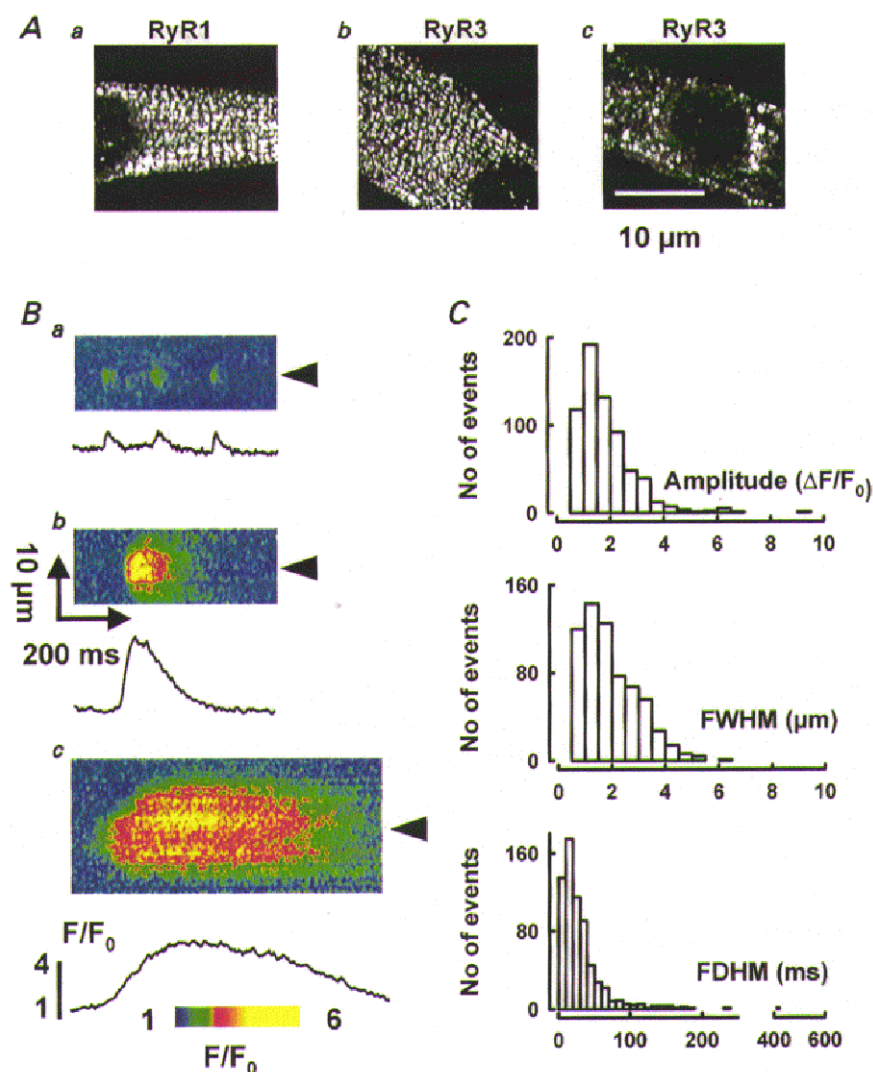 A a RyR1 b RyR3 c RyR3
10 µm
B a
b
10 µm
200 ms
c
F/F₀
4
1
1 6
F/F₀
C
No of events
200
100
0
Amplitude (ΔF/F₀)
0 2 4 6 8 10
No of events
160
80
0
FWHM (µm)
0 2 4 6 8 10
No of events
160
80
0
FDHM (ms)
0 100 200 400 600